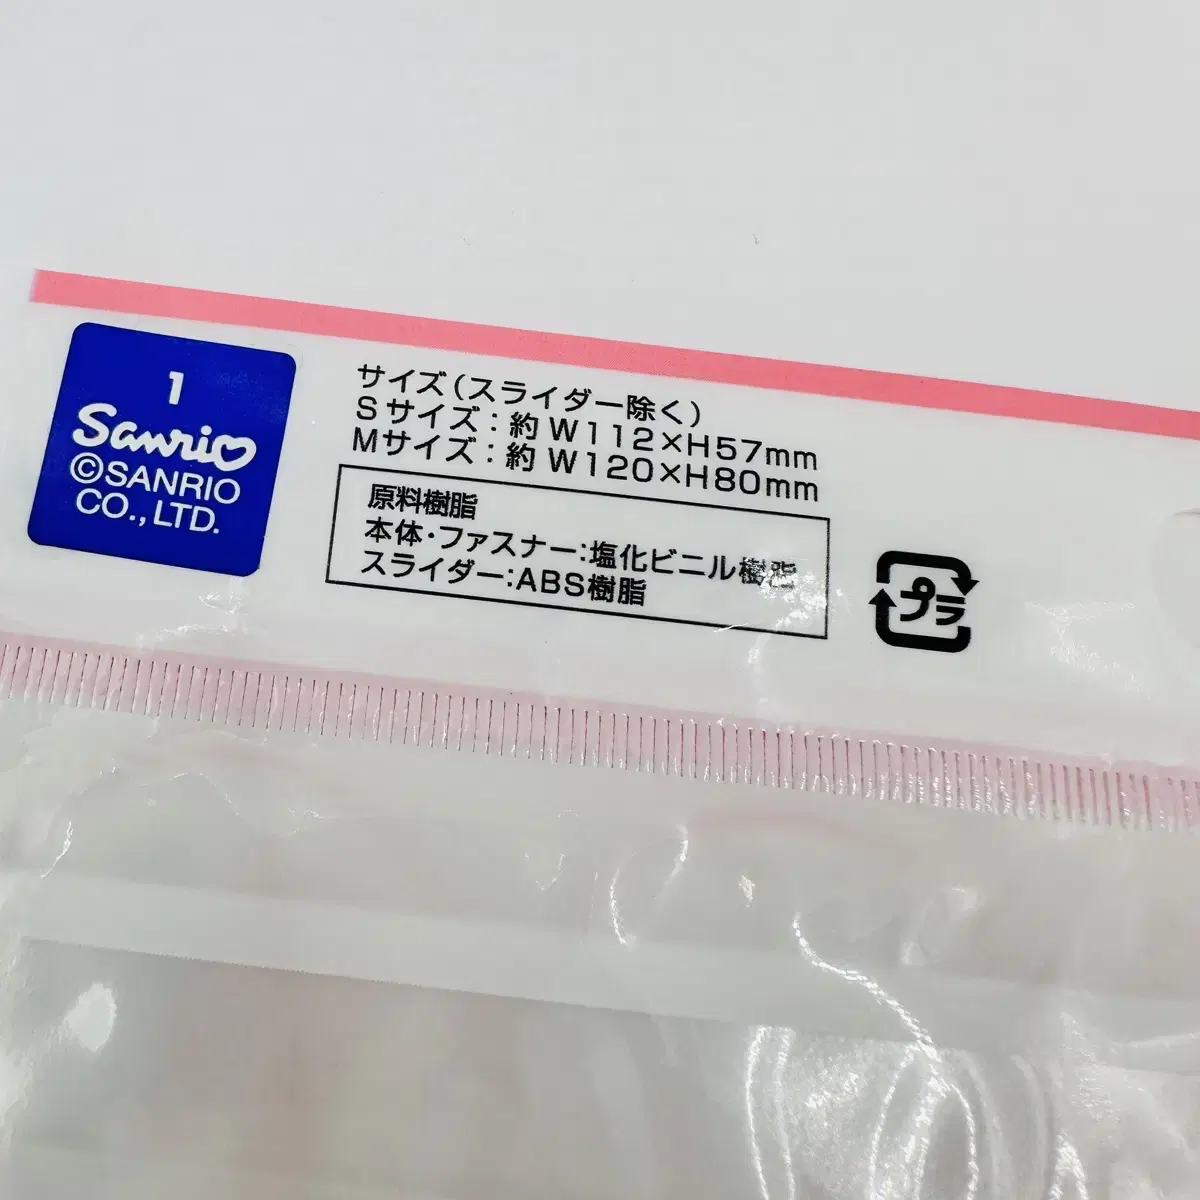 1
Sanrio
©SANRIO
CO., LTD.
サイズ(スライダー除く)
Sサイズ:約W112×H57mm
Mサイズ:約W120×H80mm
原料樹脂
本体・ファスナー:塩化ビニル樹脂
スライダー:ABS樹脂
プラ